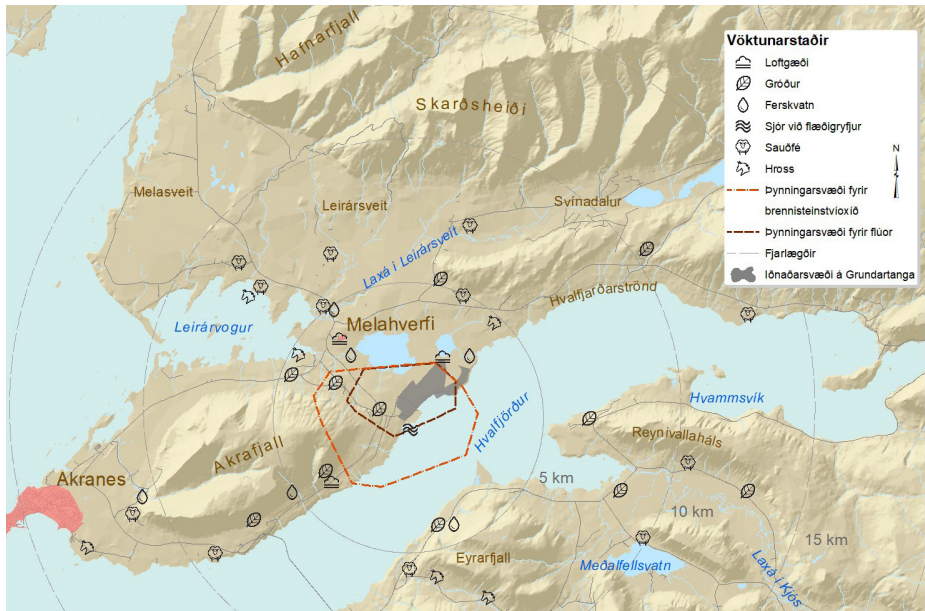 Hafnarfjall
Skarðsheiði
Vöktunarstaðir
Loftgæði
Gróður
Ferskvatn
Sjór við flæðigryfjur
Sauðfé
Hross
N
Þynningarsvæði fyrir
brennisteinstvíoxíð
Þynningarsvæði fyrir flúor
Fjarlægðir
Iðnaðarsvæði á Grundartanga
Melasveit
Leirársveit
Svínadalur
Laxá í Leirársveit
Hvalfjarðarströnd
Leirárvogur
Melahverfi
Hvammsvík
Hvalfjörður
Reynivallaháls
Akrafjall
Akranes
5 km
10 km
15 km
Eyrarfjall
Meðalfellsvatn
Laxá í Kjós